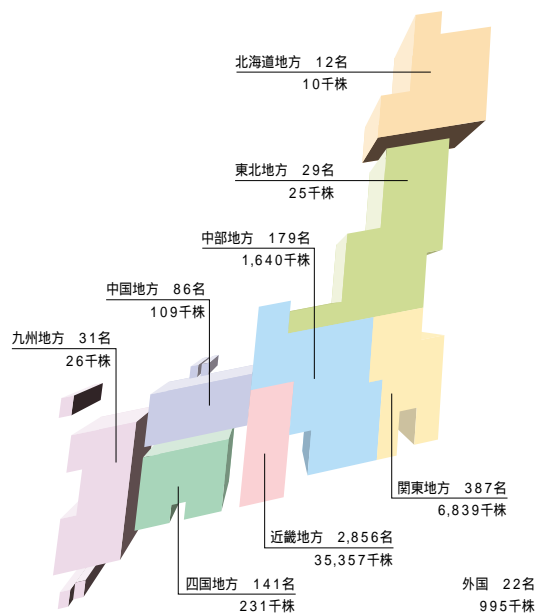 北海道地方 12名
10千株
東北地方 29名
25千株
中部地方 179名
1,640千株
中国地方 86名
109千株
九州地方 31名
26千株
関東地方 387名
6,839千株
近畿地方 2,856名
35,357千株
四国地方 141名
231千株
外国 22名
995千株